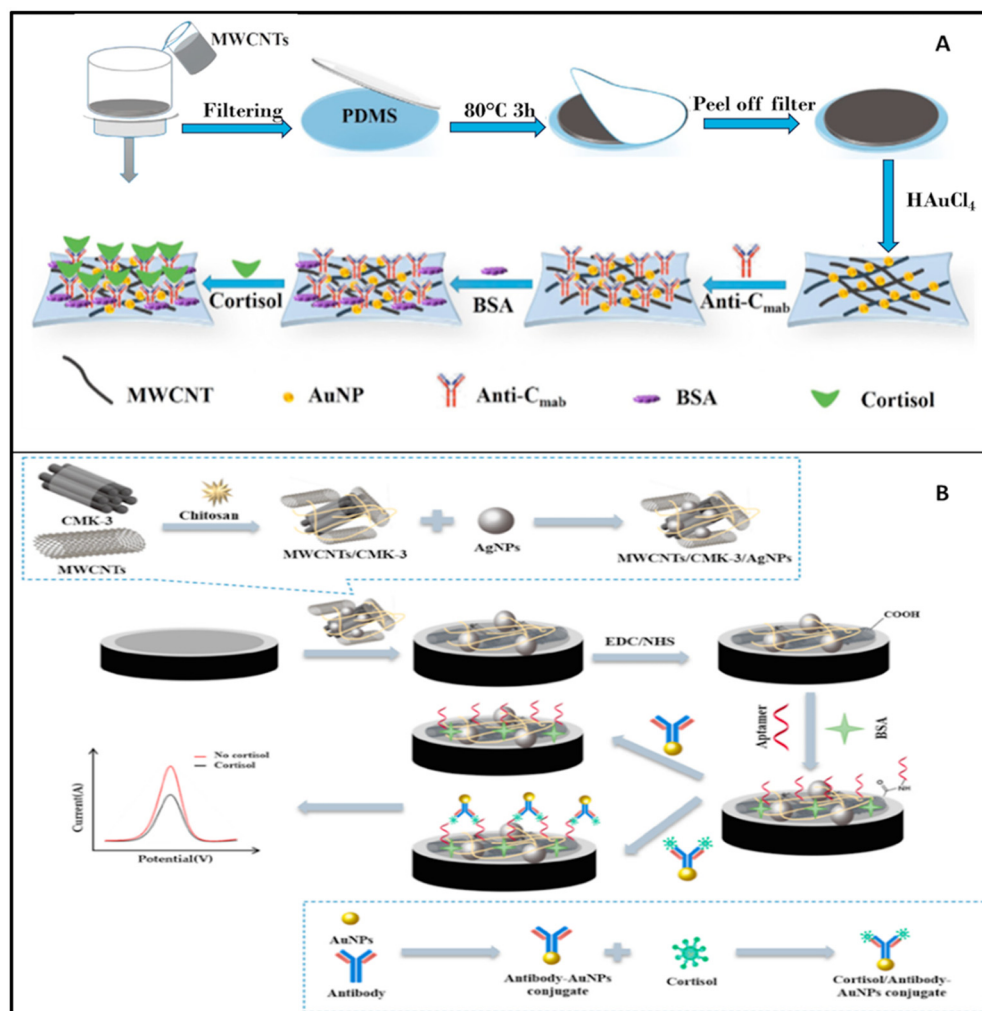 MWCNTs
A
Filtering
PDMS
80°C 3h
Peel off filter
HAuCl₄
Cortisol
BSA
Anti-Cmab
MWCNT
AuNP
Anti-Cmab
BSA
Cortisol
B
CMK-3
MWCNTs
Chitosan
MWCNTs/CMK-3
AgNPs
MWCNTs/CMK-3/AgNPs
EDC/NHS
COOH
Aptamer
BSA
O
NH
No cortisol
Cortisol
Current(A)
Potential(V)
AuNPs
Antibody
Antibody-AuNPs
conjugate
Cortisol
Cortisol/Antibody-
AuNPs conjugate